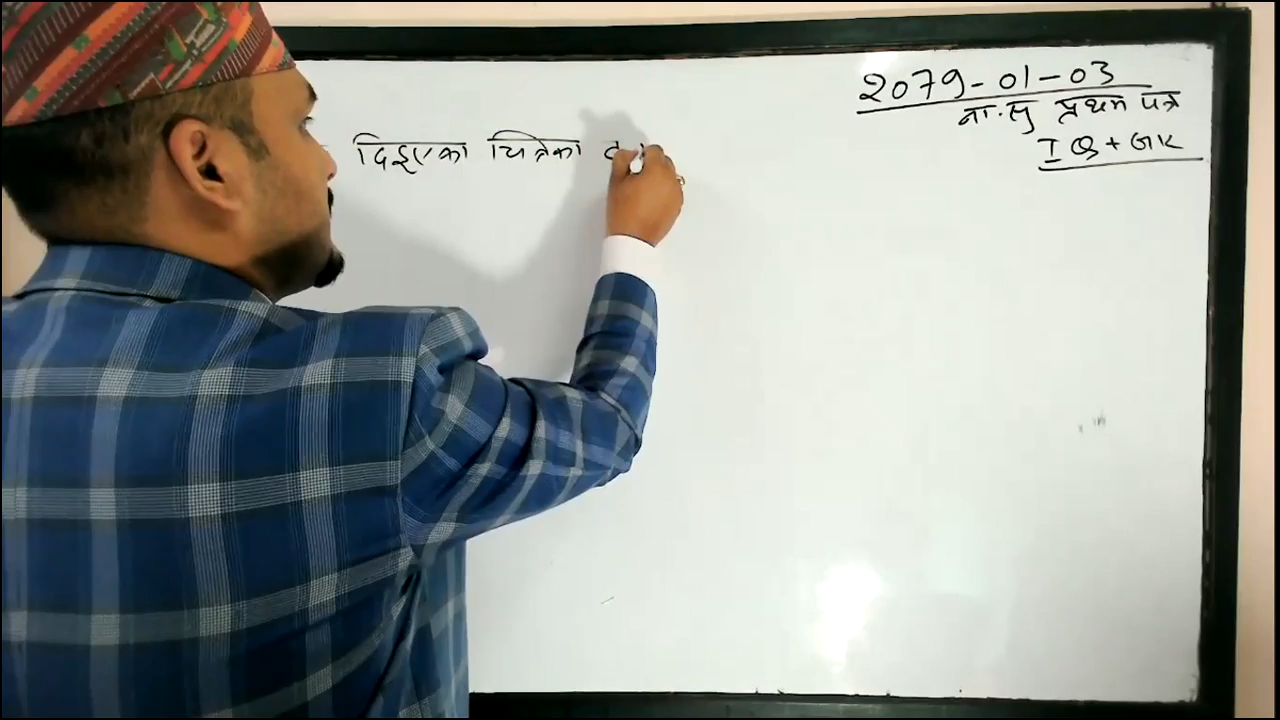 2079-01-03
ना.सु प्रथम पत्र
IQ + GK
दिइएका चित्रका